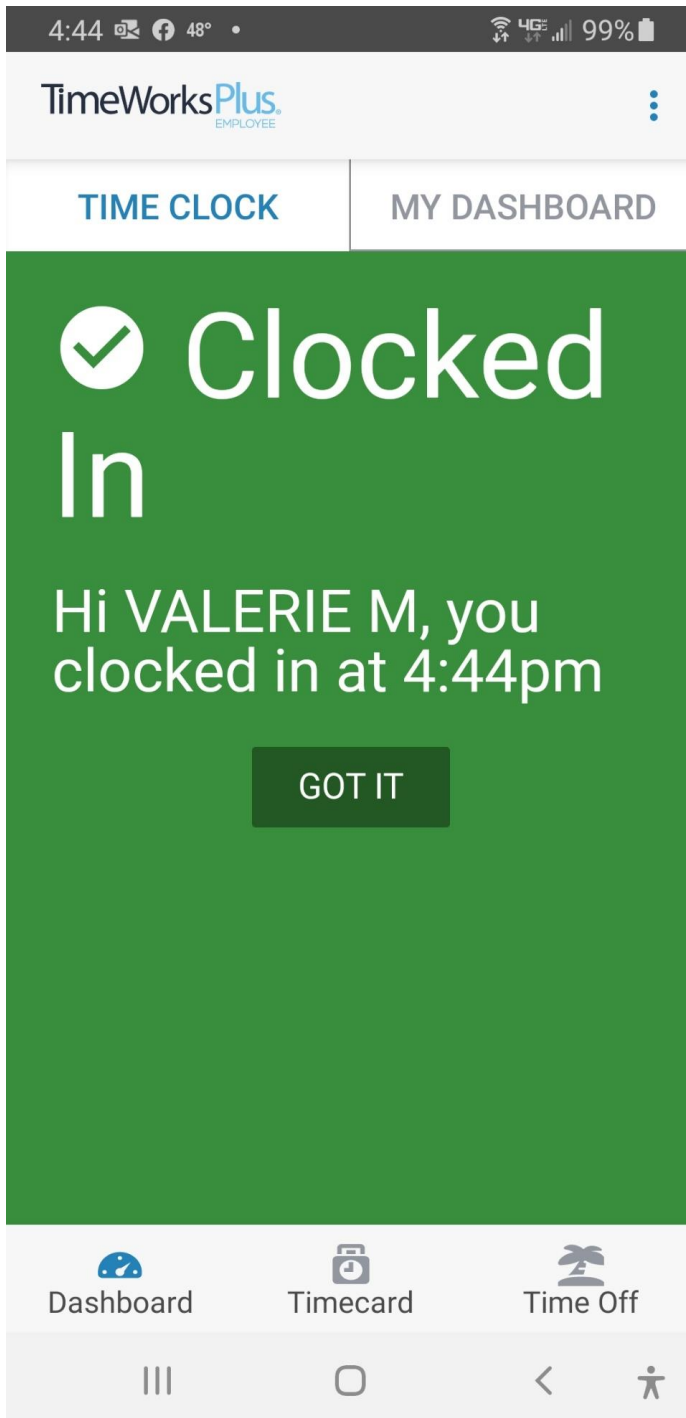 4:44 48° • 4GE 99%
TimeWorksPlus®
EMPLOYEE
TIME CLOCK MY DASHBOARD
Clocked
In
Hi VALERIE M, you
clocked in at 4:44pm
GOT IT
Dashboard Timecard Time Off